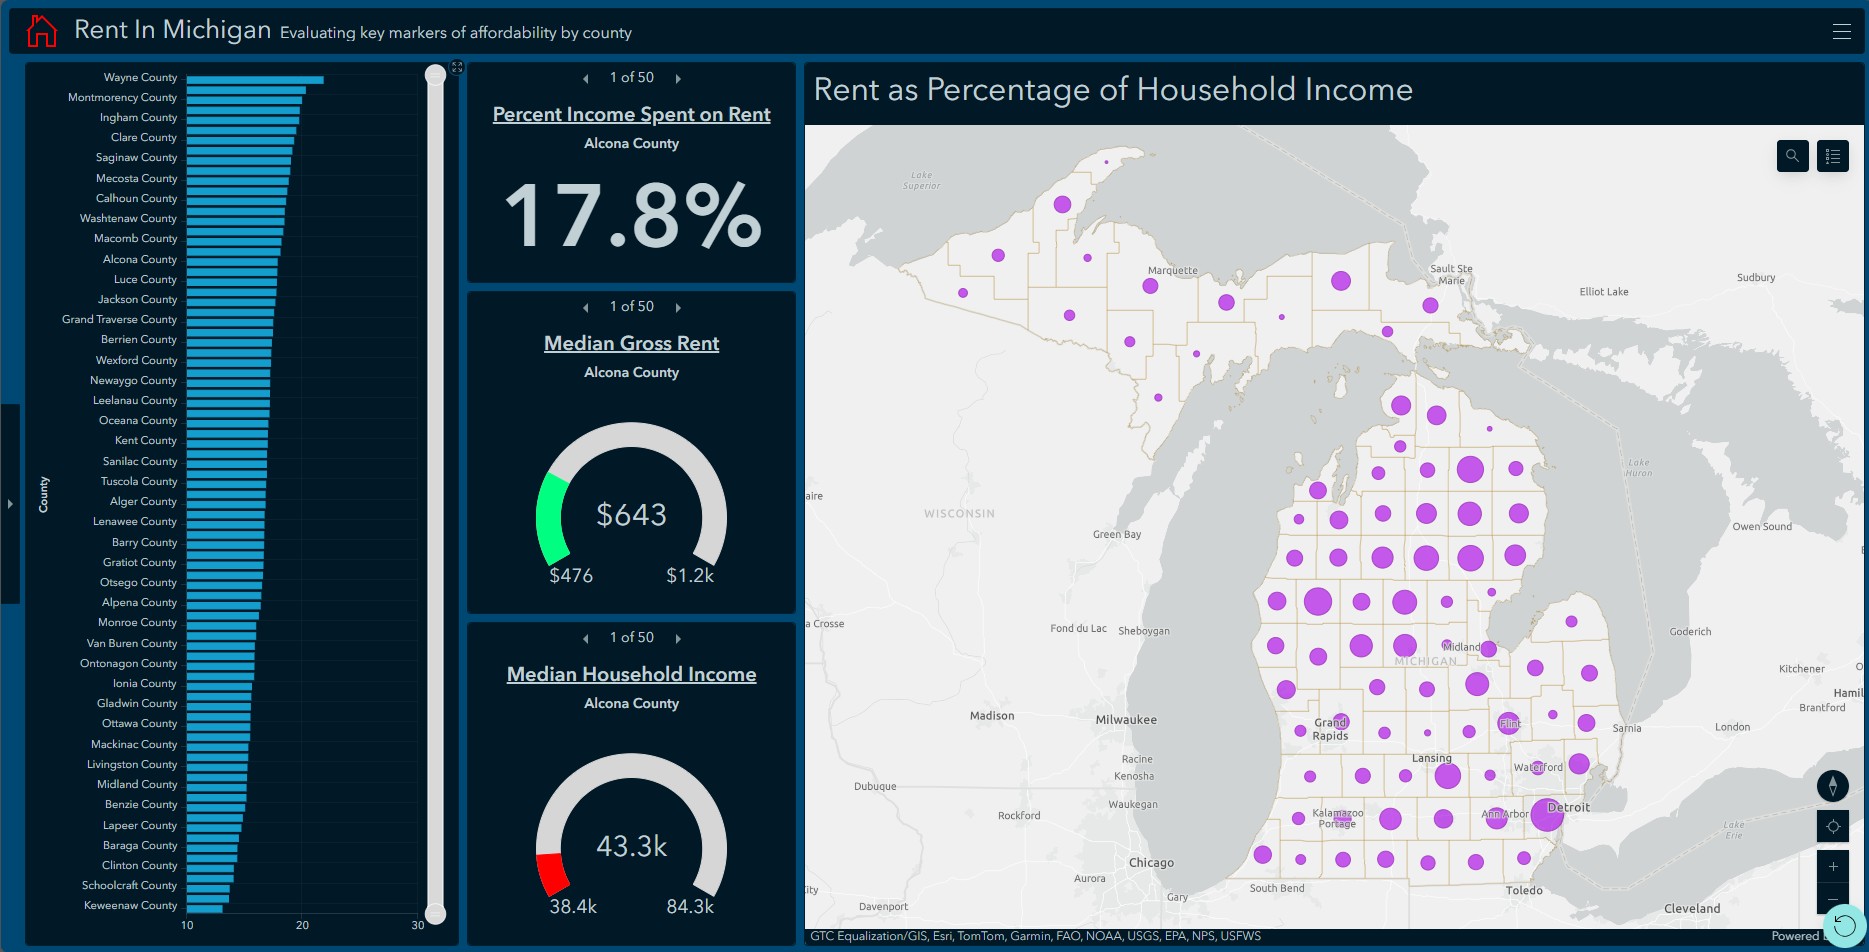 Rent In Michigan Evaluating key markers of affordability by county
Wayne County
Montmorency County
Ingham County
Clare County
Saginaw County
Mecosta County
Calhoun County
Washtenaw County
Macomb County
Alcona County
Luce County
Jackson County
Grand Traverse County
Berrien County
Wexford County
Newaygo County
Leelanau County
Oceana County
Kent County
Sanilac County
Tuscola County
Alger County
Lenawee County
Barry County
Gratiot County
Otsego County
Alpena County
Monroe County
Van Buren County
Ontonagon County
Ionia County
Gladwin County
Ottawa County
Mackinac County
Livingston County
Midland County
Benzie County
Lapeer County
Baraga County
Clinton County
Schoolcraft County
Keweenaw County
County
10 20 30
1 of 50
Percent Income Spent on Rent
Alcona County
17.8%
1 of 50
Median Gross Rent
Alcona County
$643
$476 $1.2k
1 of 50
Median Household Income
Alcona County
43.3k
38.4k 84.3k
Rent as Percentage of Household Income
Lake
Superior
Marquette
Sault Ste
Marie
Elliot Lake
Sudbury
Lake
Huron
aire
WISCONSIN
Green Bay
Owen Sound
a Crosse
Fond du Lac
Sheboygan
Midland
MICHIGAN
Goderich
Kitchener
Hamil
Brantford
Madison
Milwaukee
Grand
Rapids
Flint
Sarnia
London
Racine
Kenosha
Lansing
Waterford
Dubuque
Waukegan
Rockford
Kalamazoo
Portage
Ann Arbor
Detroit
Lake
Erie
Chicago
Aurora
ity
Gary
South Bend
Toledo
Davenport
Cleveland
GTC Equalization/GIS, Esri, TomTom, Garmin, FAO, NOAA, USGS, EPA, NPS, USFWS
Powered